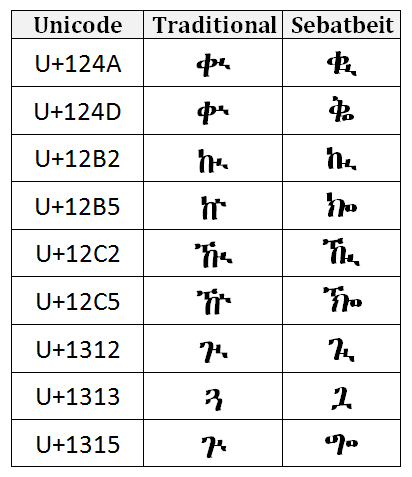 Unicode Traditional Sebatbeit
U+124A ቊ ቊ
U+124D ቍ ቍ
U+12B2 ኲ ኲ
U+12B5 ኵ ኵ
U+12C2 ዂ ዂ
U+12C5 ዅ ዅ
U+1312 ጒ ጒ
U+1313 ጓ ጓ
U+1315 ጕ ጕ